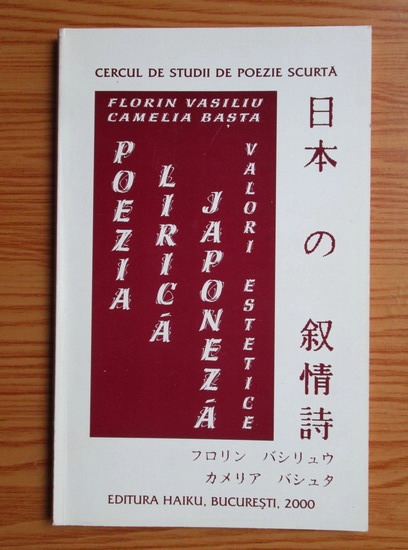 CERCUL DE STUDII DE POEZIE SCURTĂ
FLORIN VASILIU
CAMELIA BAȘTA
POEZIA
LIRICĂ
JAPONEZĂ
VALORI ESTETICE
日本 の 叙情詩
フロリン バシリュウ
カメリア バシュタ
EDITURA HAIKU, BUCUREȘTI, 2000